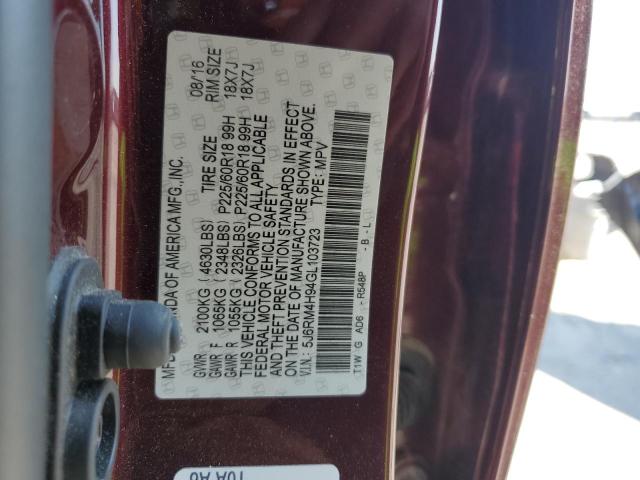 MFD HONDA OF AMERICA MFG., INC. 08/16
GVWR 2100KG (4630LBS) TIRE SIZE RIM SIZE
GAWR F 1065KG (2348LBS) P225/60R18 99H 18X7J
GAWR R 1055KG (2326LBS) P225/60R18 99H 18X7J
THIS VEHICLE CONFORMS TO ALL APPLICABLE
FEDERAL MOTOR VEHICLE SAFETY
AND THEFT PREVENTION STANDARDS IN EFFECT
ON THE DATE OF MANUFACTURE SHOWN ABOVE.
V.I.N.: 5J6RM4H94GL103723 TYPE: MPV
T1W G AD6 - R548P - B - L